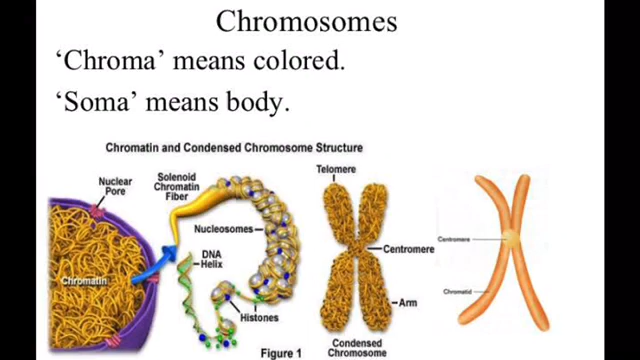 Chromosomes
‘Chroma’ means colored.
‘Soma’ means body.
Chromatin and Condensed Chromosome Structure
Nuclear
Pore
Solenoid
Chromatin
Fiber
Nucleosomes
DNA
Helix
Chromatin
Histones
Figure 1
Telomere
Centromere
Arm
Condensed
Chromosome
Centromere
Chromatid